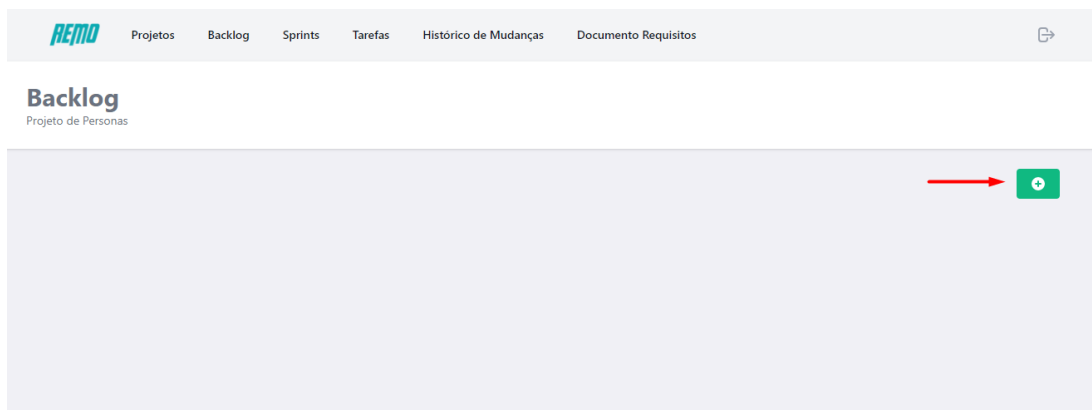 REMO Projetos Backlog Sprints Tarefas Histórico de Mudanças Documento Requisitos
Backlog
Projeto de Personas